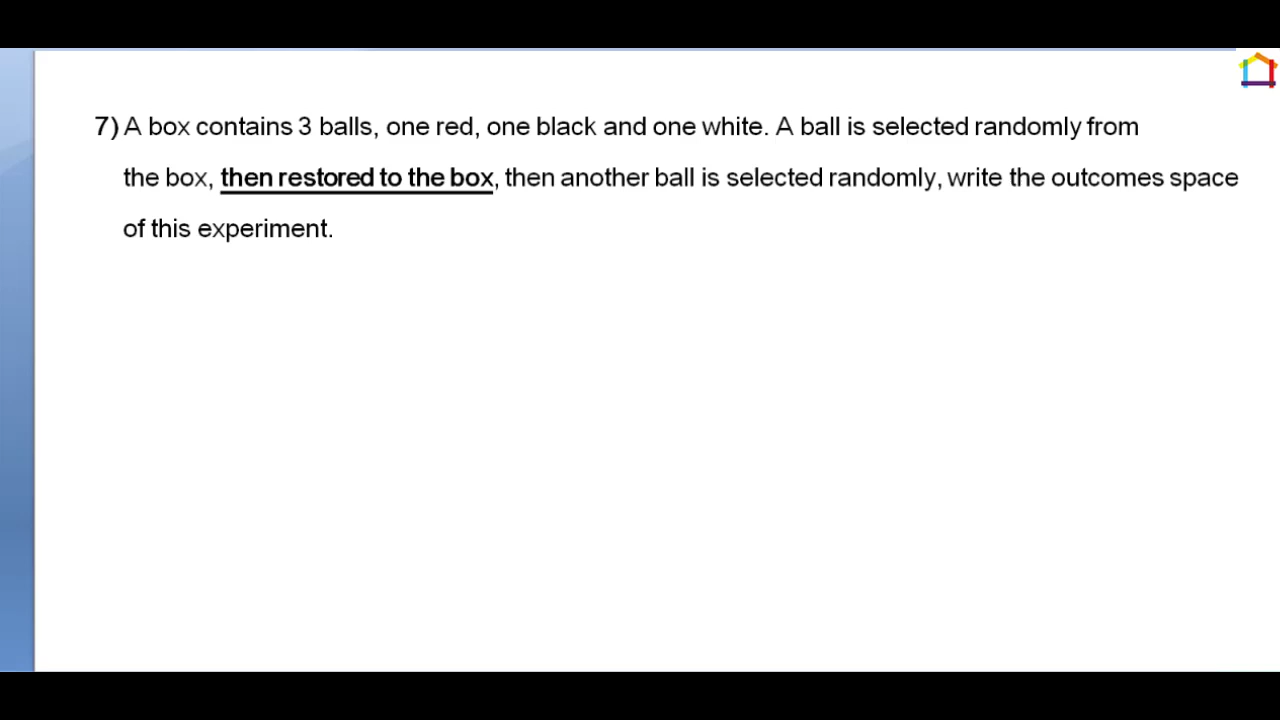 7) A box contains 3 balls, one red, one black and one white. A ball is selected randomly from
the box, then restored to the box, then another ball is selected randomly, write the outcomes space
of this experiment.